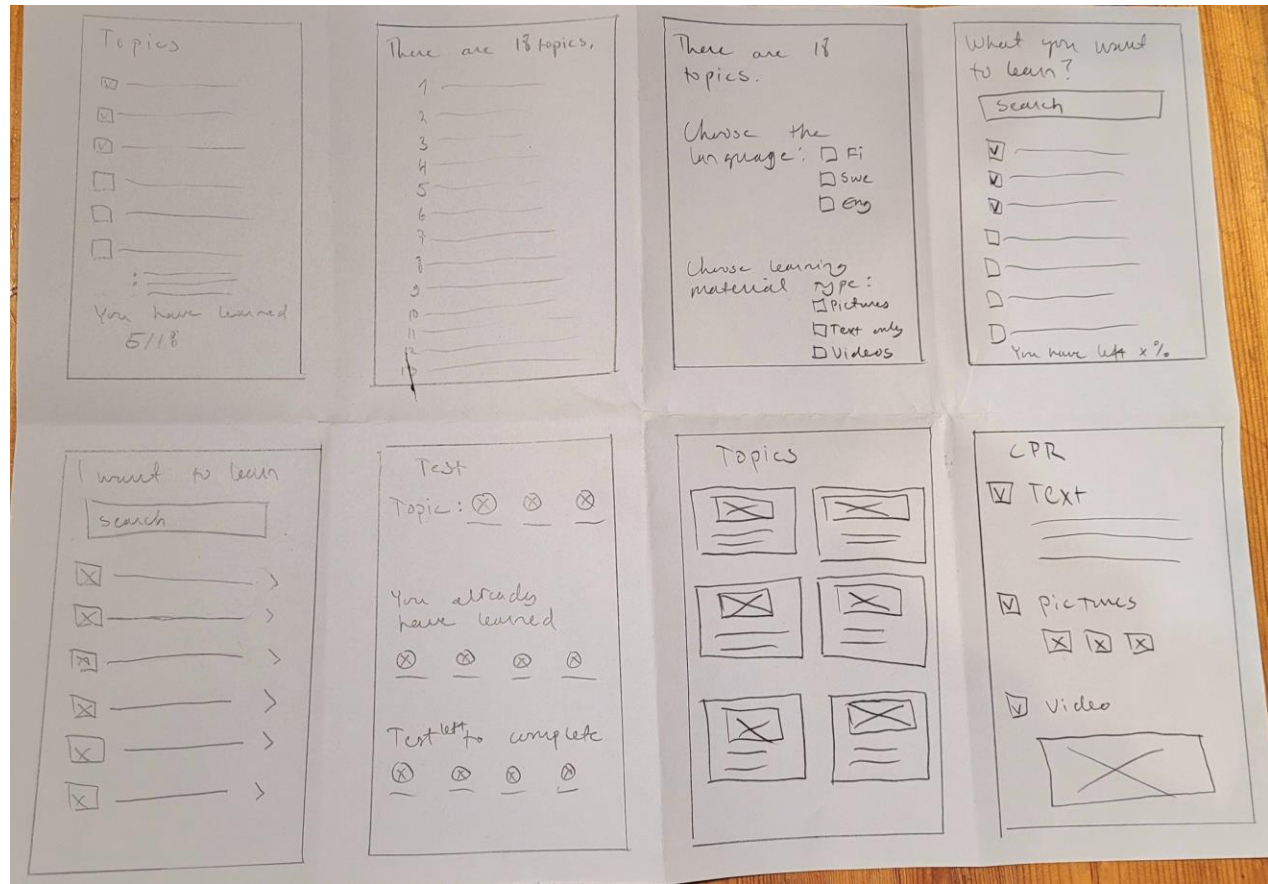 Topics
You have learned
5/18
There are 18 topics.
1
2
3
4
5
6
7
8
9
10
11
12
13
There are 18
topics.
Choose the
language: Fi
Swe
Eng
Choose learning
material type:
Pictures
Text only
Videos
What you want
to learn?
Search
You have left x%
I want to learn
search
Test
Topic:
You already
have learned
Test left to complete
Topics
CPR
Text
pictures
Video